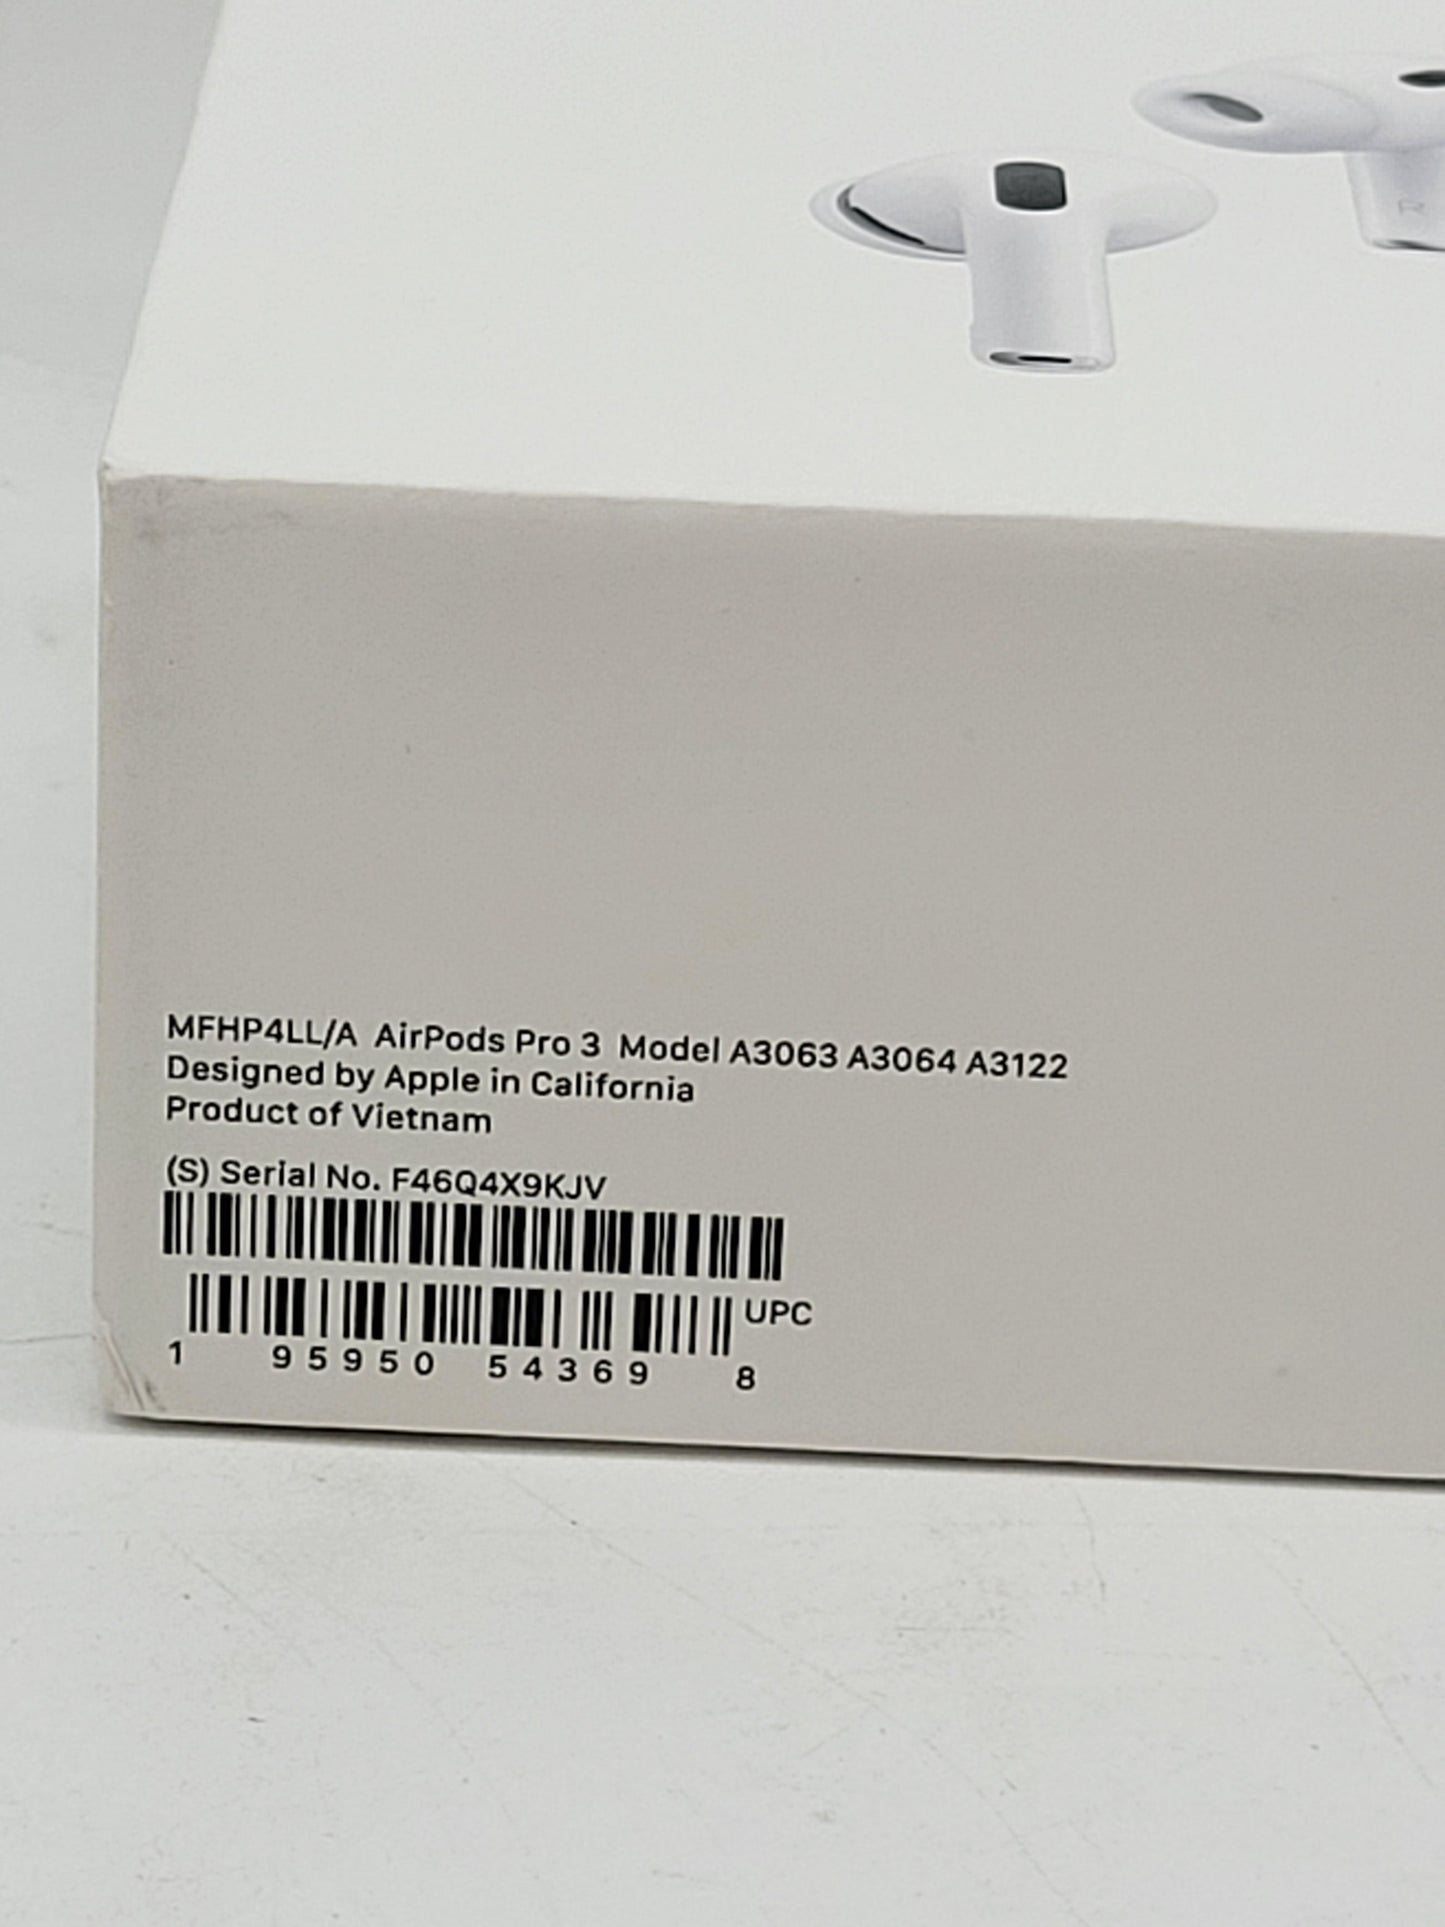 R
MFHP4LL/A AirPods Pro 3 Model A3063 A3064 A3122
Designed by Apple in California
Product of Vietnam
(S) Serial No. F46Q4X9KJV
UPC
1 95950 54369 8